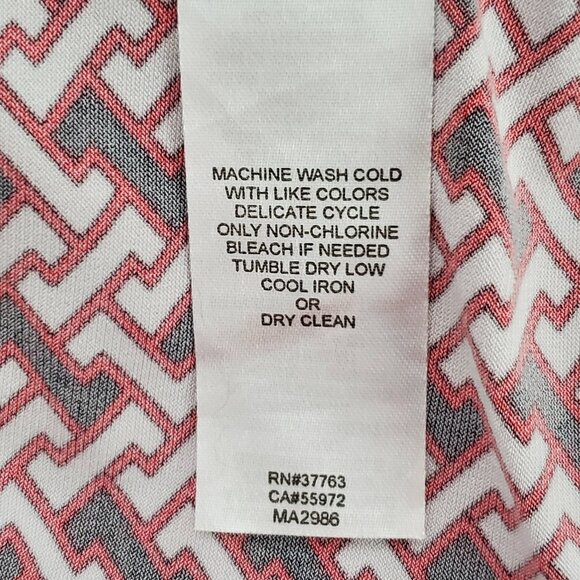 MACHINE WASH COLD
WITH LIKE COLORS
DELICATE CYCLE
ONLY NON-CHLORINE
BLEACH IF NEEDED
TUMBLE DRY LOW
COOL IRON
OR
DRY CLEAN
RN#37763
CA#55972
MA2986